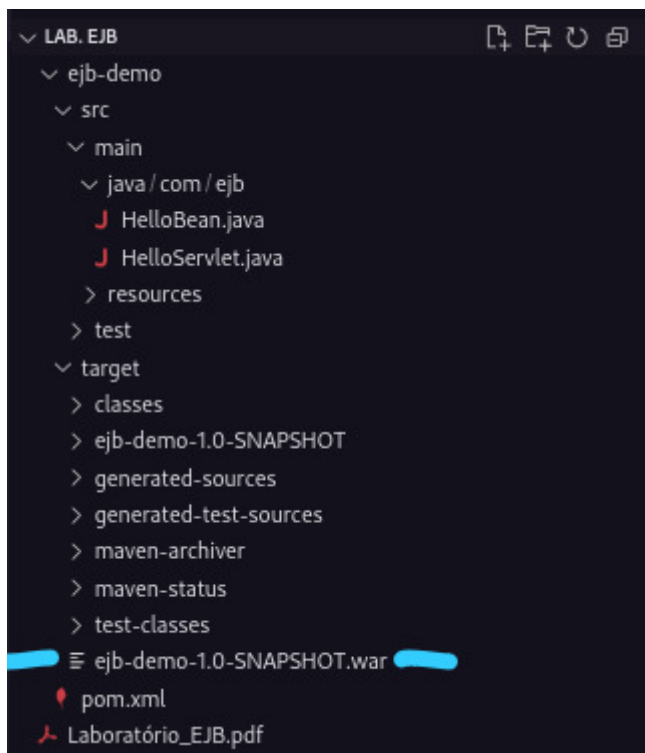 LAB. EJB
ejb-demo
src
main
java/com/ejb
HelloBean.java
HelloServlet.java
resources
test
target
classes
ejb-demo-1.0-SNAPSHOT
generated-sources
generated-test-sources
maven-archiver
maven-status
test-classes
ejb-demo-1.0-SNAPSHOT.war
pom.xml
Laboratório_EJB.pdf